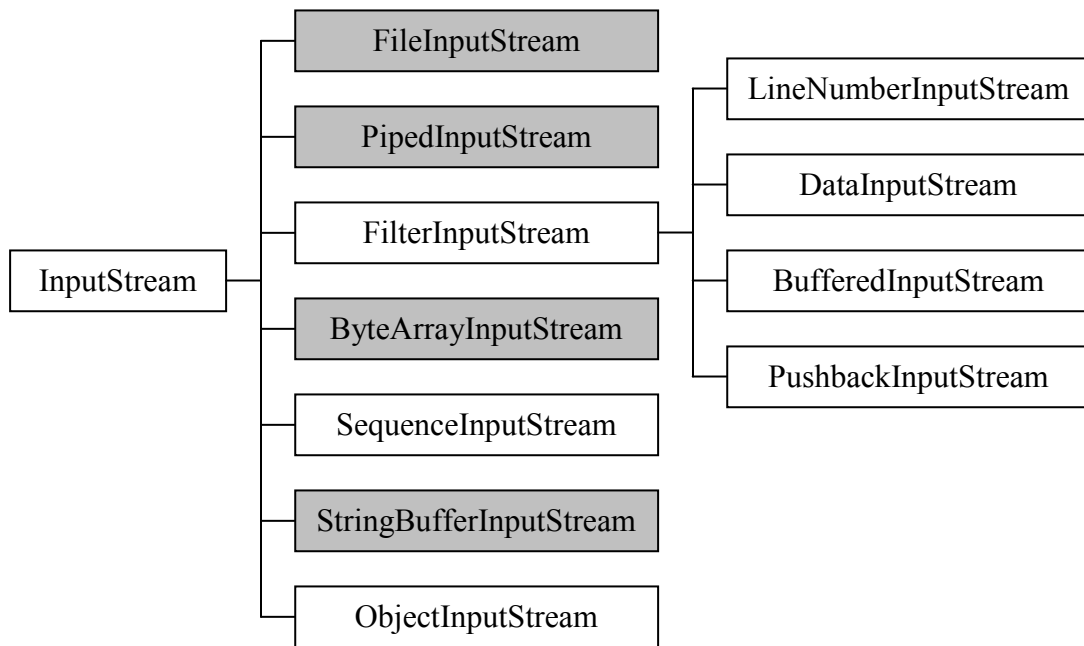 InputStream
FileInputStream
PipedInputStream
FilterInputStream
ByteArrayInputStream
SequenceInputStream
StringBufferInputStream
ObjectInputStream
LineNumberInputStream
DataInputStream
BufferedInputStream
PushbackInputStream